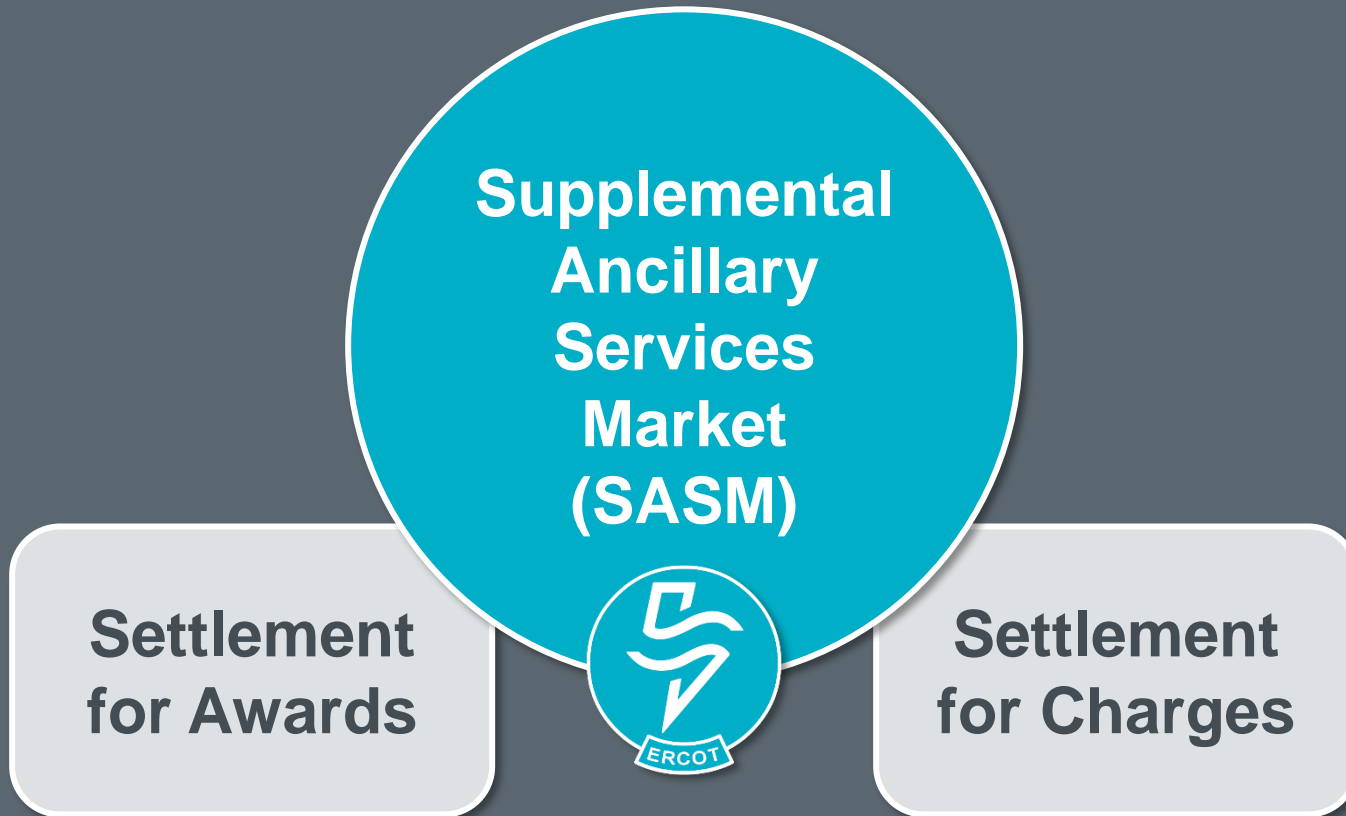 Supplemental
Ancillary
Services
Market
(SASM)
Settlement
for Awards
ERCOT
Settlement
for Charges